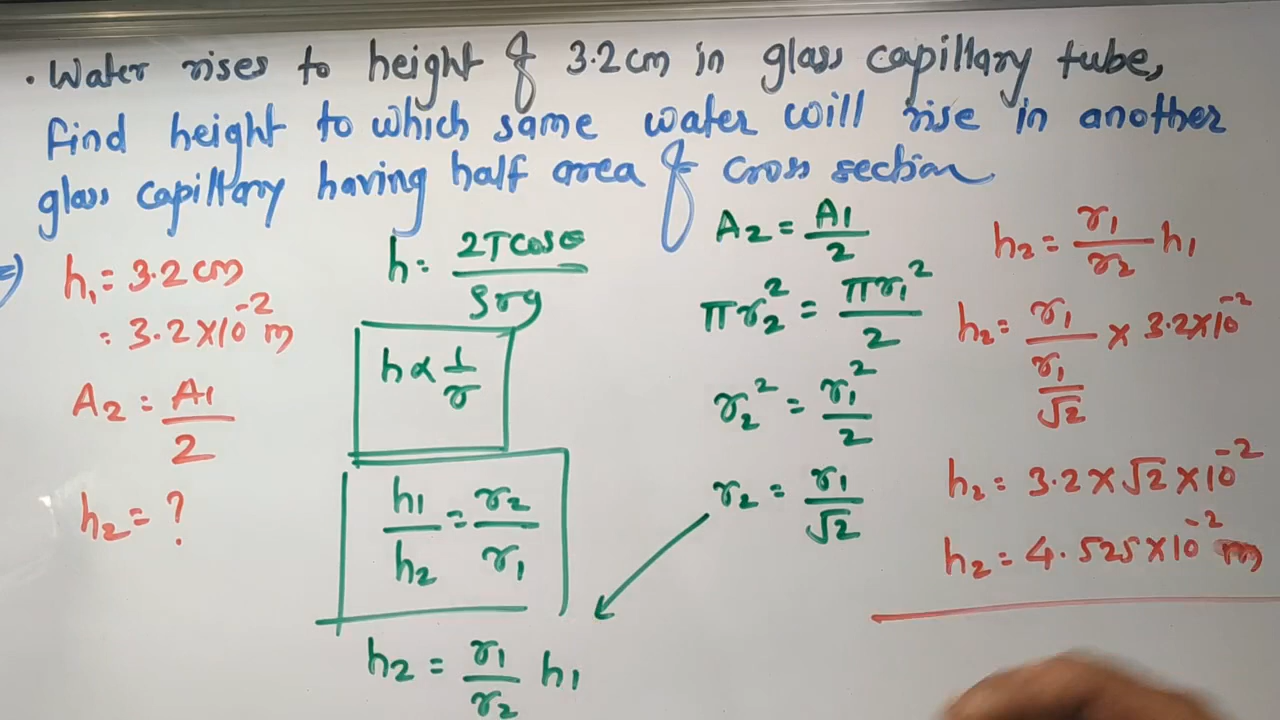 . Water rises to height of 3.2cm in glass capillary tube,
find height to which same water will rise in another
glass capillary having half area of cross section
=) h₁ = 3.2cm
= 3.2×10⁻² m
A₂ = A₁/2
h₂ = ?
h = 2Tcosθ/ρrg
h ∝ 1/r
h₁/h₂ = r₂/r₁
h₂ = r₁/r₂ h₁
A₂ = A₁/2
πr₂² = πr₁²/2
r₂² = r₁²/2
r₂ = r₁/√2
h₂ = r₁/r₂ h₁
h₂ = r₁/(r₁/√2) × 3.2×10⁻²
h₂ = 3.2×√2×10⁻²
h₂ = 4.525×10⁻² m